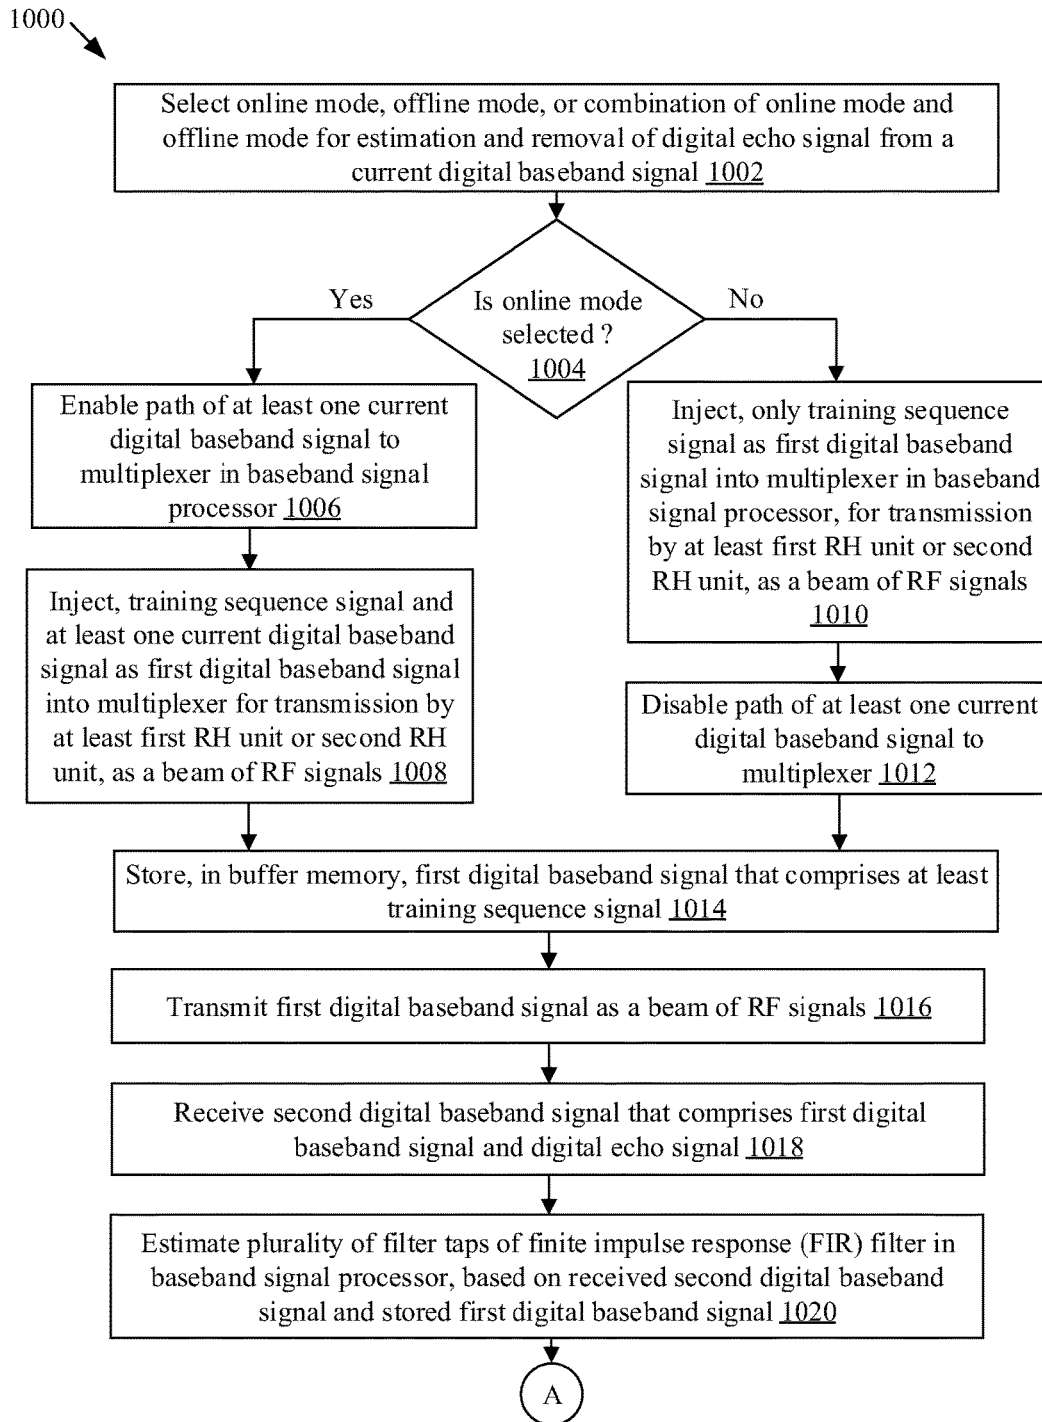 1000
Select online mode, offline mode, or combination of online mode and
offline mode for estimation and removal of digital echo signal from a
current digital baseband signal 1002
Is online mode
selected ?
1004
Yes
No
Enable path of at least one current
digital baseband signal to
multiplexer in baseband signal
processor 1006
Inject, training sequence signal and
at least one current digital baseband
signal as first digital baseband signal
into multiplexer for transmission by
at least first RH unit or second RH
unit, as a beam of RF signals 1008
Inject, only training sequence
signal as first digital baseband
signal into multiplexer in baseband
signal processor, for transmission
by at least first RH unit or second
RH unit, as a beam of RF signals
1010
Disable path of at least one current
digital baseband signal to
multiplexer 1012
Store, in buffer memory, first digital baseband signal that comprises at least
training sequence signal 1014
Transmit first digital baseband signal as a beam of RF signals 1016
Receive second digital baseband signal that comprises first digital
baseband signal and digital echo signal 1018
Estimate plurality of filter taps of finite impulse response (FIR) filter in
baseband signal processor, based on received second digital baseband
signal and stored first digital baseband signal 1020
A